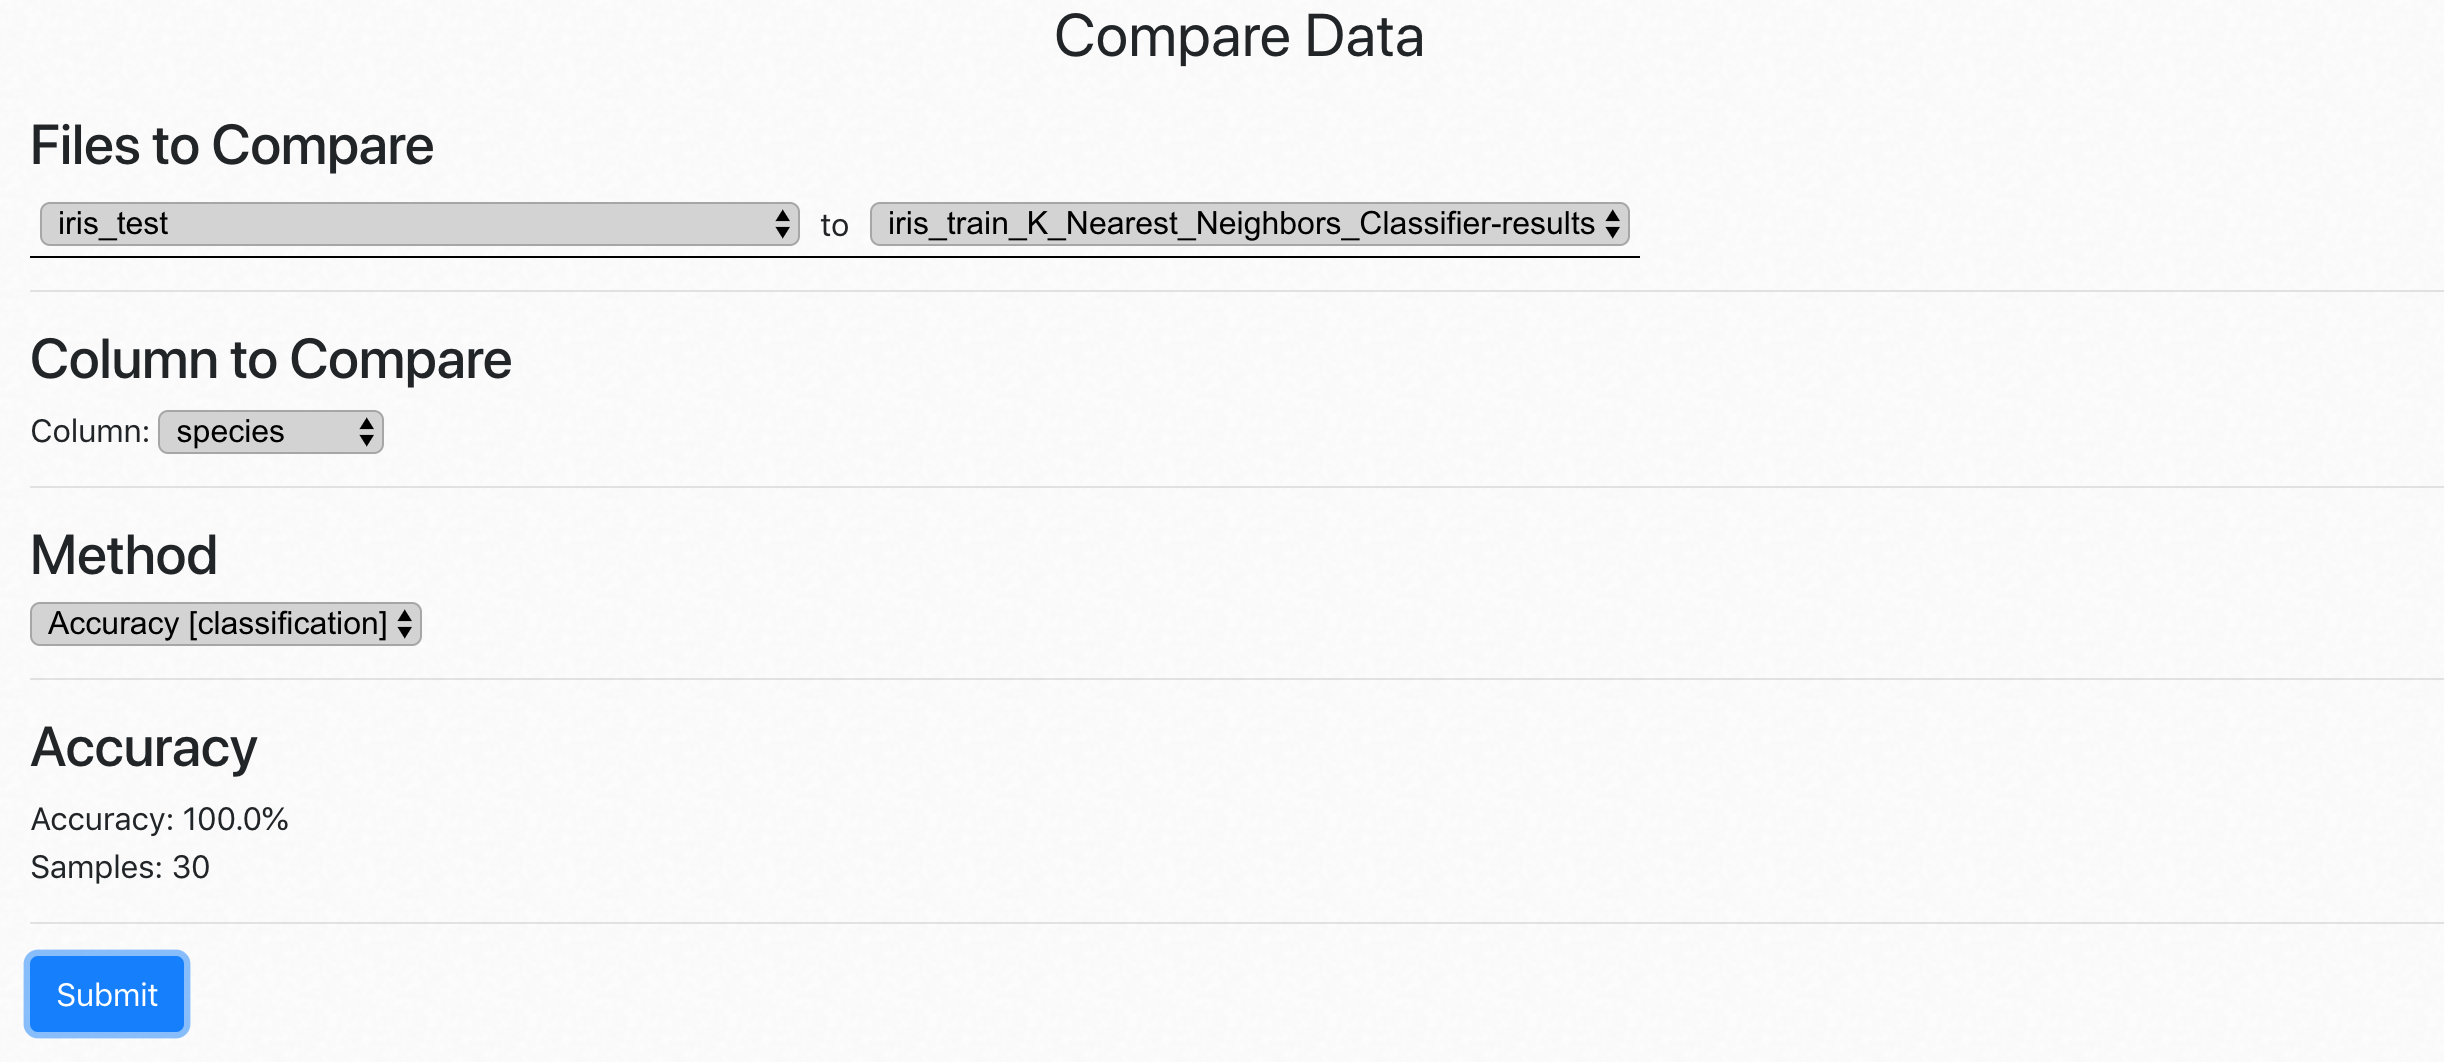 Compare Data
Files to Compare
iris_test to iris_train_K_Nearest_Neighbors_Classifier-results
Column to Compare
Column: species
Method
Accuracy [classification]
Accuracy
Accuracy: 100.0%
Samples: 30
Submit